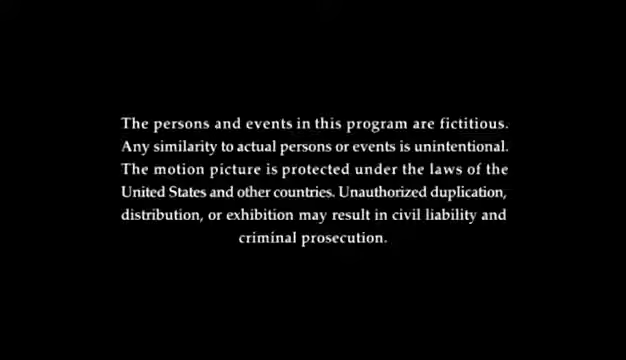 The persons and events in this program are fictitious.
Any similarity to actual persons or events is unintentional.
The motion picture is protected under the laws of the
United States and other countries. Unauthorized duplication,
distribution, or exhibition may result in civil liability and
criminal prosecution.